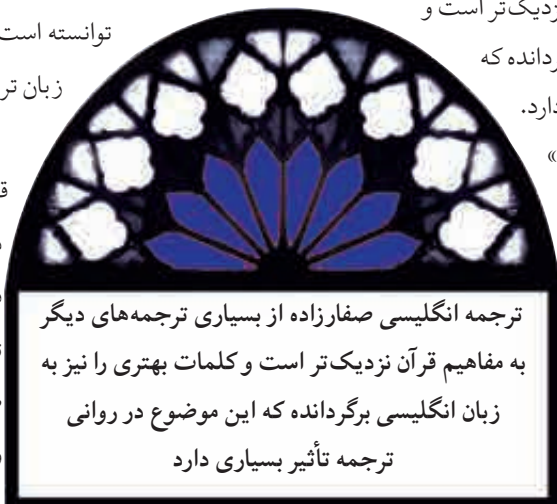 زدیک‌تر است و
رانده که
دارد.
»
توانسته است
زبان تر
ترجمه انگلیسی صفارزاده از بسیاری ترجمه‌های دیگر
به مفاهیم قرآن نزدیک‌تر است و کلمات بهتری را نیز به
زبان انگلیسی برگردانده که این موضوع در روانی
ترجمه تأثیر بسیاری دارد